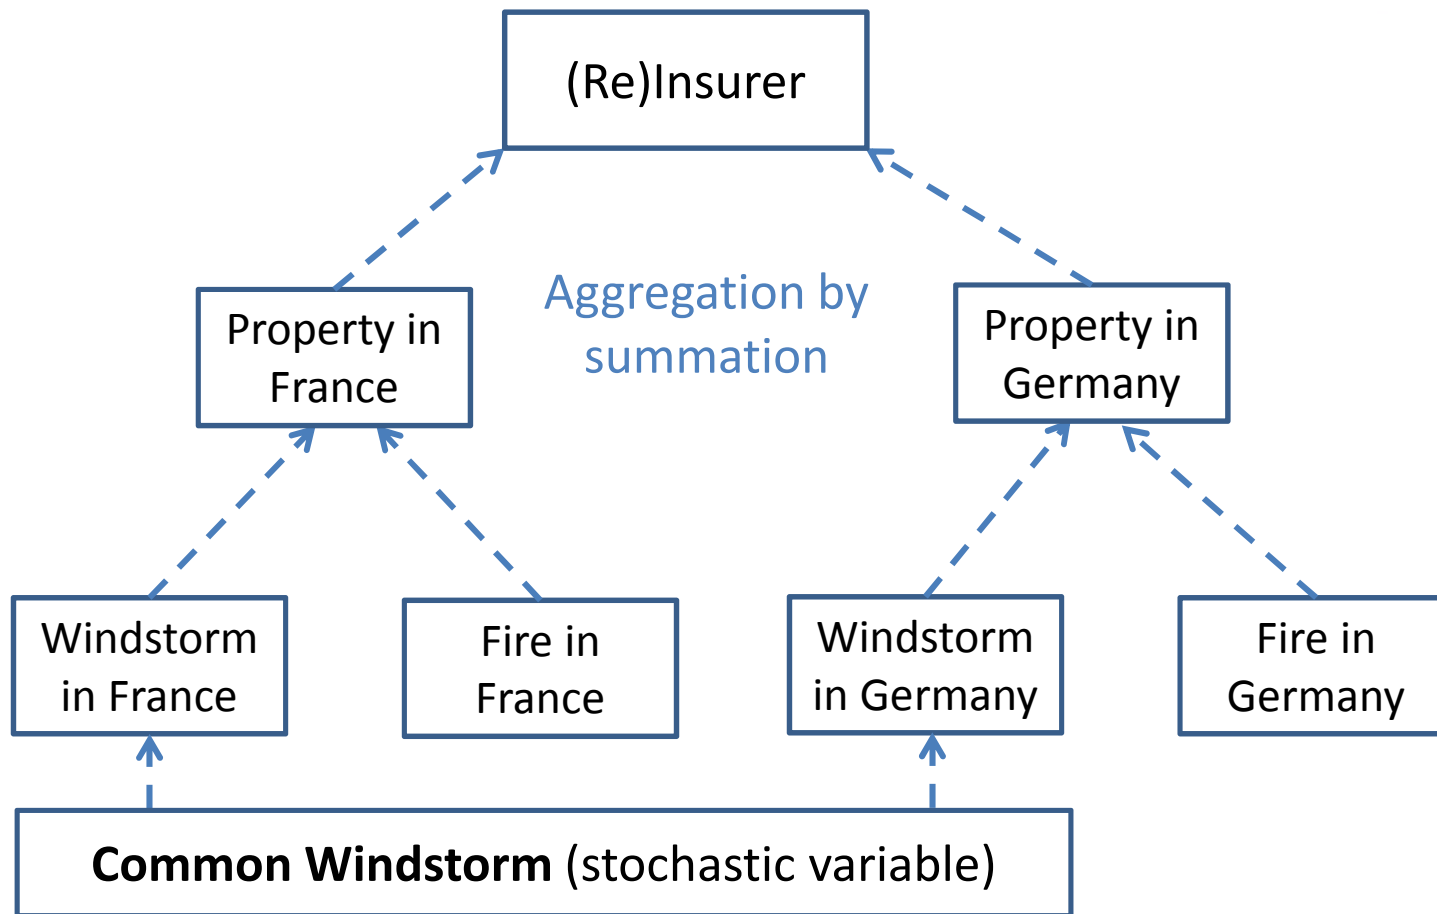 (Re)Insurer
Aggregation by
summation
Property in
France
Property in
Germany
Windstorm
in France
Fire in
France
Windstorm
in Germany
Fire in
Germany
Common Windstorm (stochastic variable)